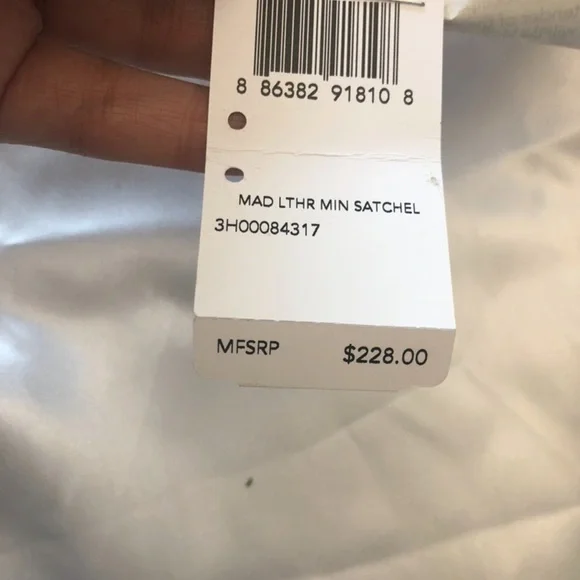 8 86382 91810 8
MAD LTHR MIN SATCHEL
3H00084317
MFSRP $228.00